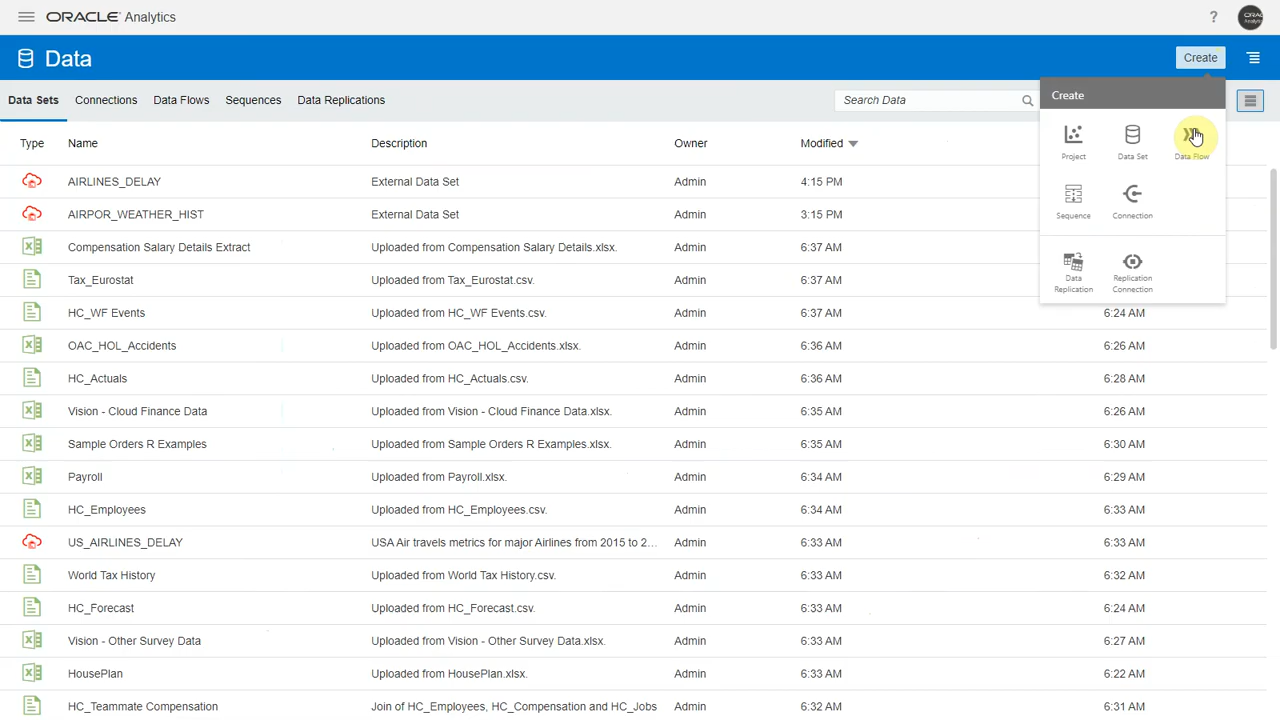 ORACLE Analytics
?
ORACLE
Analytics
Data
Create
Data Sets Connections Data Flows Sequences Data Replications
Search Data
Create
Project Data Set Data Flow
Sequence Connection
Data Replication Replication Connection
Type Name Description Owner Modified
AIRLINES_DELAY External Data Set Admin 4:15 PM
AIRPOR_WEATHER_HIST External Data Set Admin 3:15 PM
Compensation Salary Details Extract Uploaded from Compensation Salary Details.xlsx. Admin 6:37 AM
Tax_Eurostat Uploaded from Tax_Eurostat.csv. Admin 6:37 AM
HC_WF Events Uploaded from HC_WF Events.csv. Admin 6:37 AM 6:24 AM
OAC_HOL_Accidents Uploaded from OAC_HOL_Accidents.xlsx. Admin 6:36 AM 6:26 AM
HC_Actuals Uploaded from HC_Actuals.csv. Admin 6:36 AM 6:28 AM
Vision - Cloud Finance Data Uploaded from Vision - Cloud Finance Data.xlsx. Admin 6:35 AM 6:26 AM
Sample Orders R Examples Uploaded from Sample Orders R Examples.xlsx. Admin 6:35 AM 6:30 AM
Payroll Uploaded from Payroll.xlsx. Admin 6:34 AM 6:29 AM
HC_Employees Uploaded from HC_Employees.csv. Admin 6:34 AM 6:33 AM
US_AIRLINES_DELAY USA Air travels metrics for major Airlines from 2015 to 2... Admin 6:33 AM 6:33 AM
World Tax History Uploaded from World Tax History.csv. Admin 6:33 AM 6:32 AM
HC_Forecast Uploaded from HC_Forecast.csv. Admin 6:33 AM 6:24 AM
Vision - Other Survey Data Uploaded from Vision - Other Survey Data.xlsx. Admin 6:33 AM 6:27 AM
HousePlan Uploaded from HousePlan.xlsx. Admin 6:33 AM 6:22 AM
HC_Teammate Compensation Join of HC_Employees, HC_Compensation and HC_Jobs Admin 6:32 AM 6:31 AM